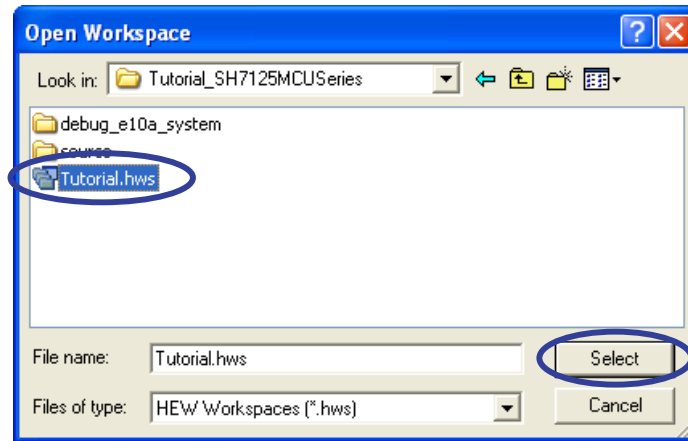 Open Workspace
Look in: Tutorial_SH7125MCUSeries
debug_e10a_system
source
Tutorial.hws
File name: Tutorial.hws Select
Files of type: HEW Workspaces (*.hws) Cancel